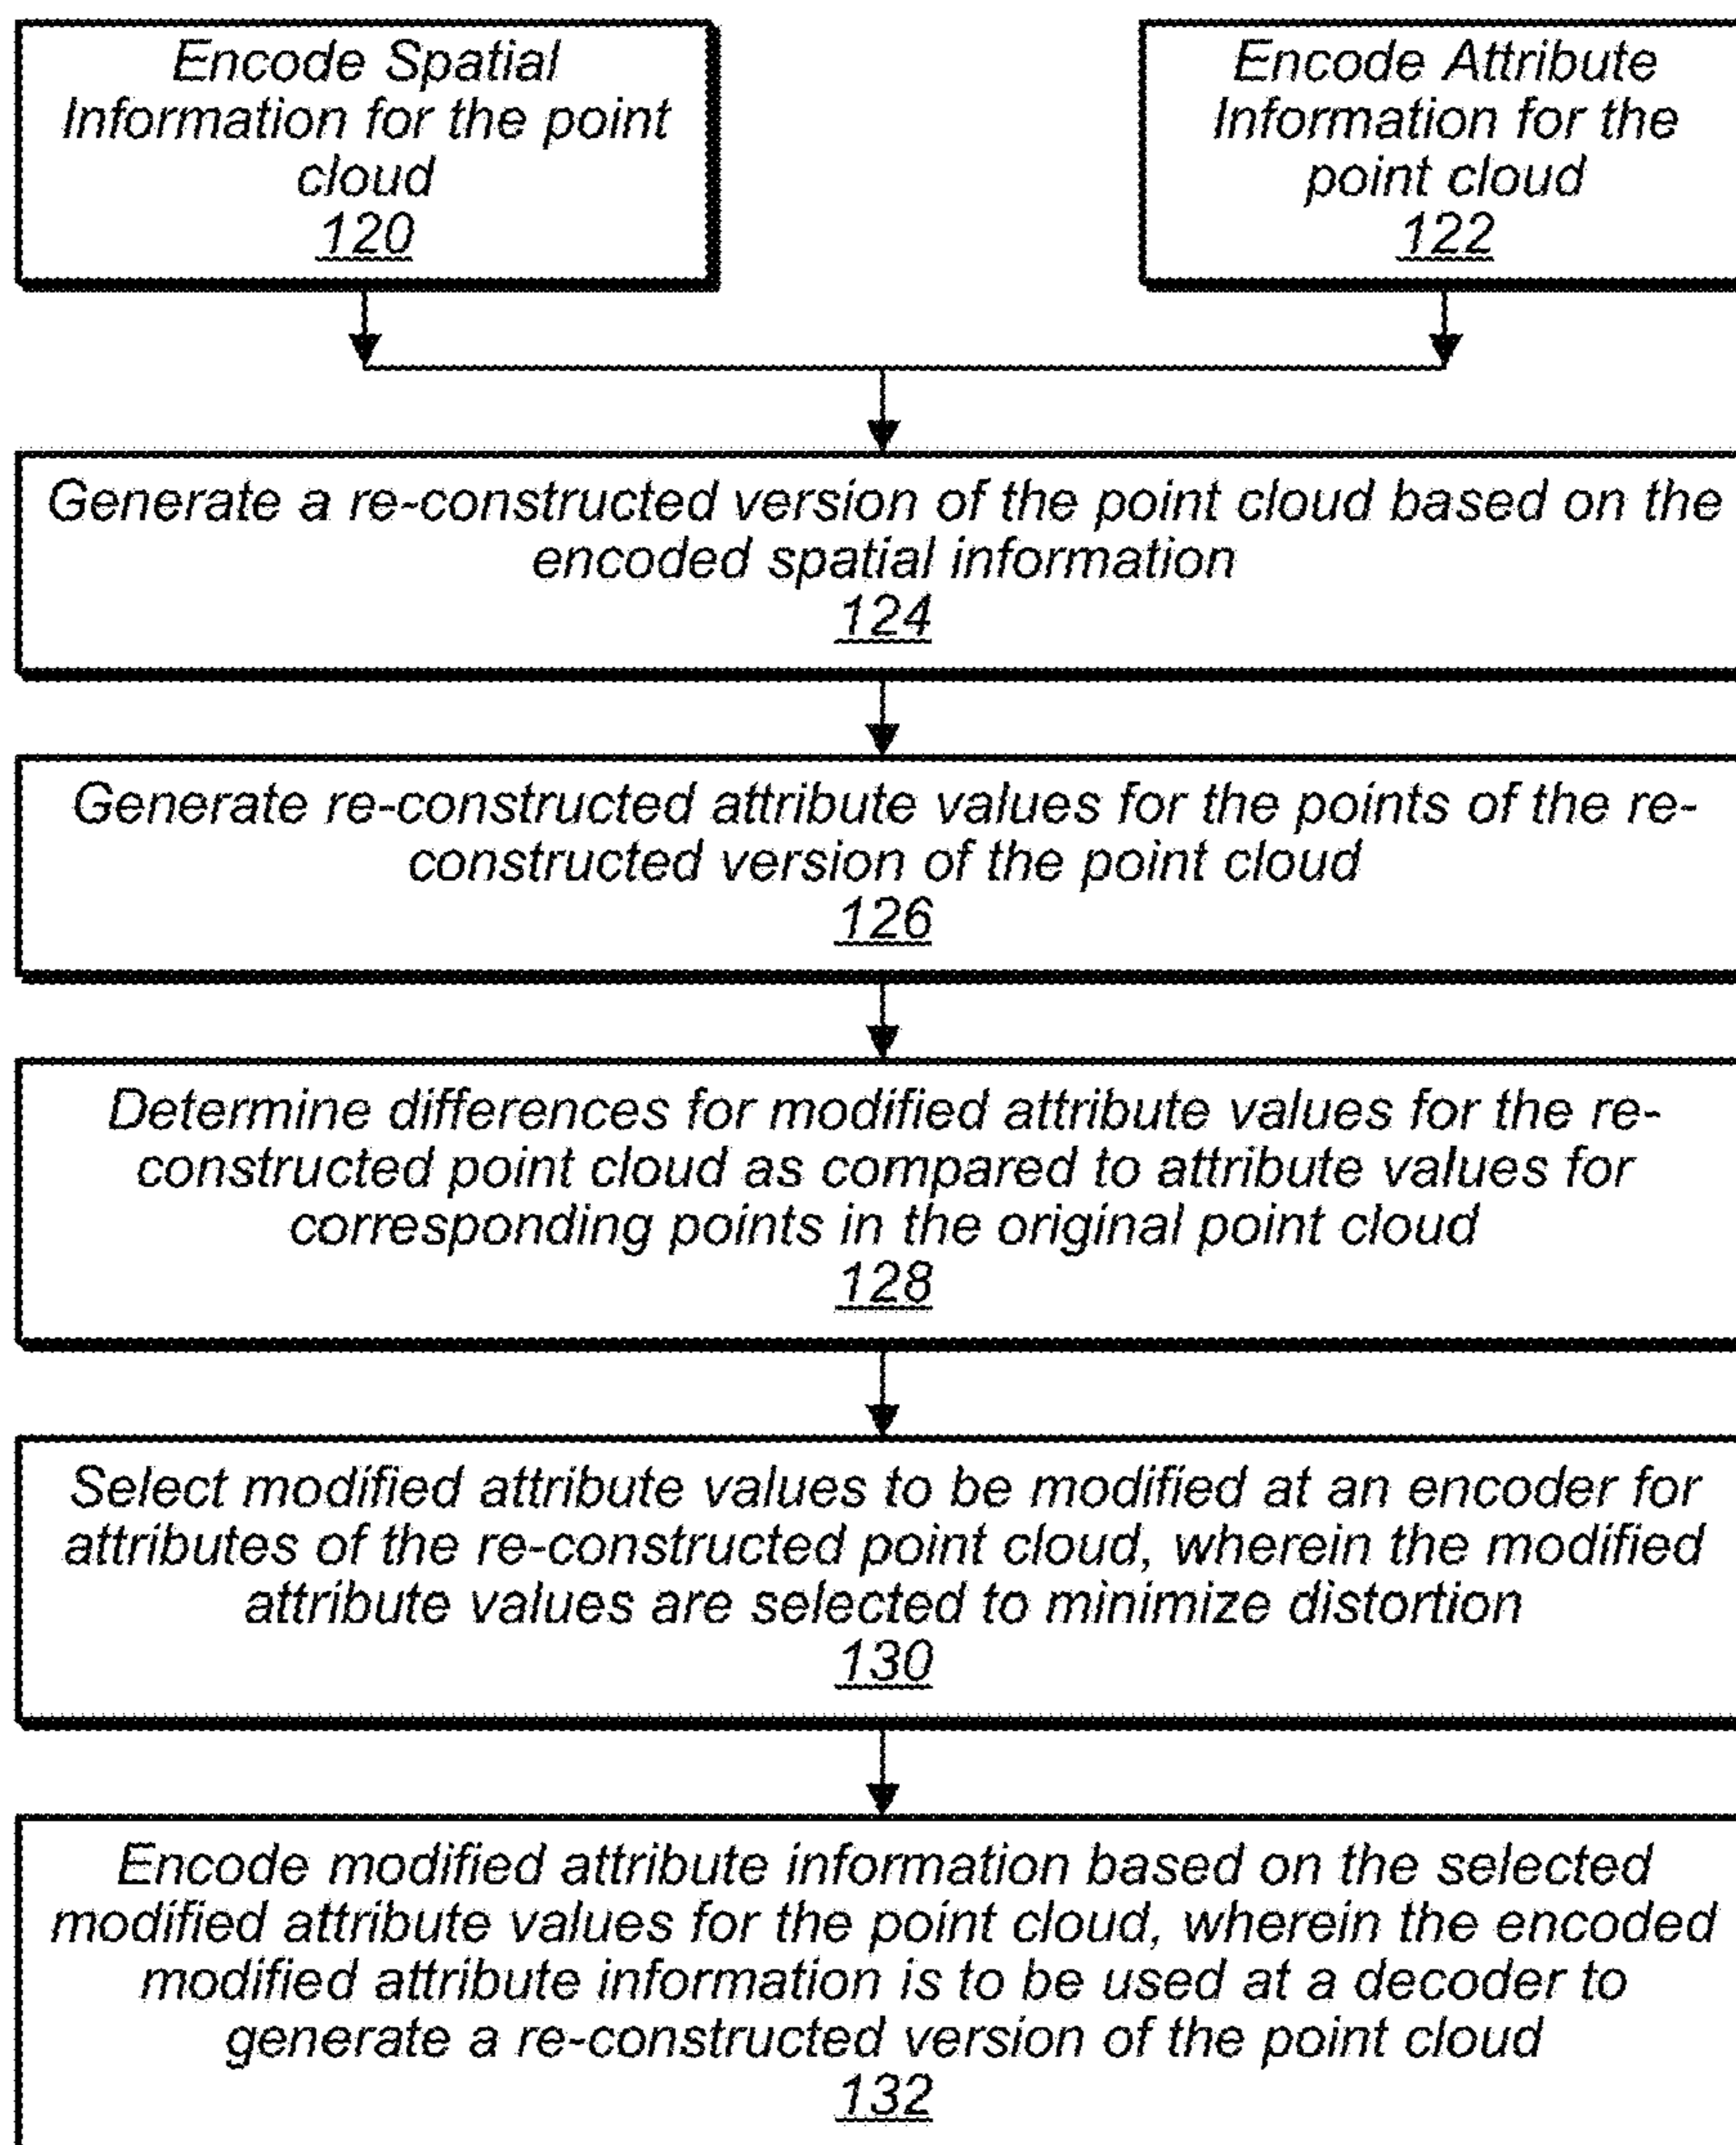 Encode Spatial
Information for the point
cloud
120
Encode Attribute
Information for the
point cloud
122
Generate a re-constructed version of the point cloud based on the
encoded spatial information
124
Generate re-constructed attribute values for the points of the re-
constructed version of the point cloud
126
Determine differences for modified attribute values for the re-
constructed point cloud as compared to attribute values for
corresponding points in the original point cloud
128
Select modified attribute values to be modified at an encoder for
attributes of the re-constructed point cloud, wherein the modified
attribute values are selected to minimize distortion
130
Encode modified attribute information based on the selected
modified attribute values for the point cloud, wherein the encoded
modified attribute information is to be used at a decoder to
generate a re-constructed version of the point cloud
132